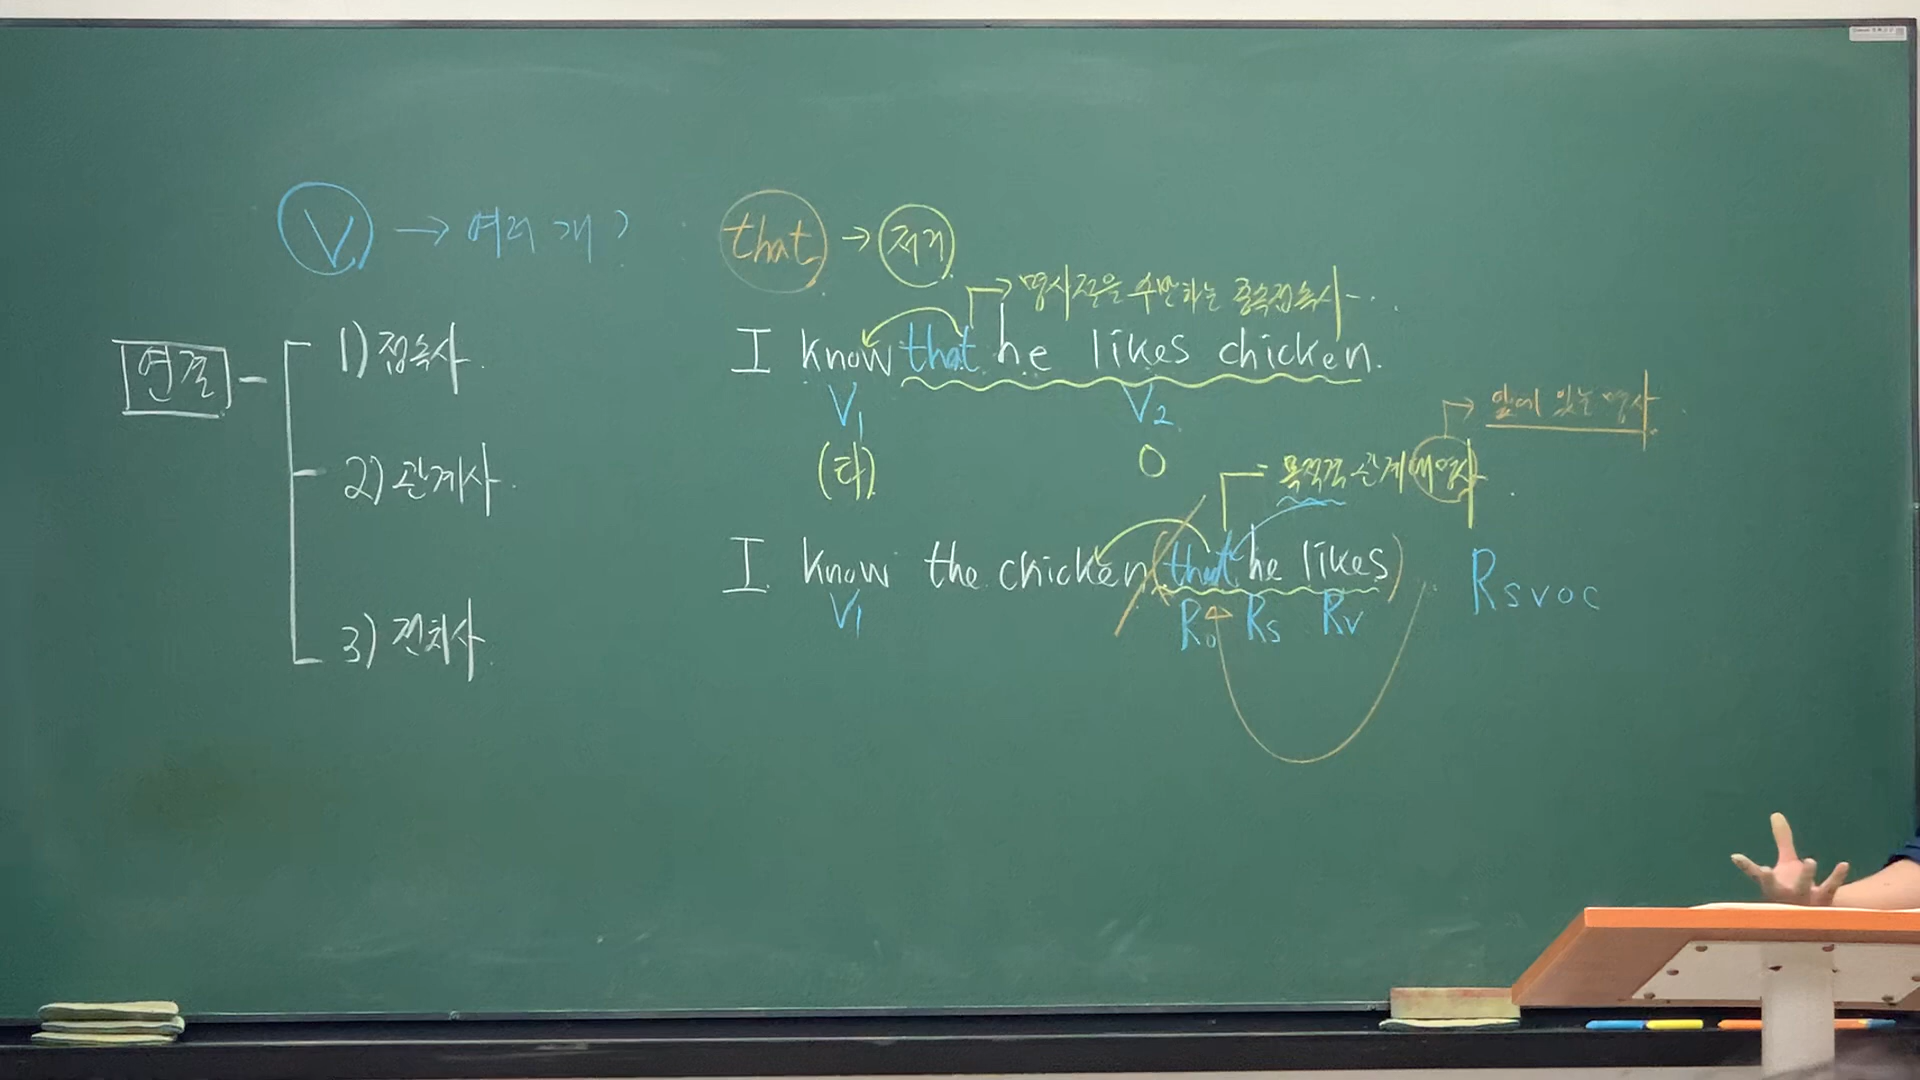 V → 여러 개?
연결
1) 접속사
2) 관계사
3) 전치사
that → 저거
명사절을 수반하는 종속접속사
I know that he likes chicken.
V₁ V₂
(타) O
앞에 있는 명사
목적격 관계대명사
I know the chicken (that he likes)
V₁ Ro Rs Rv
Rsvoc